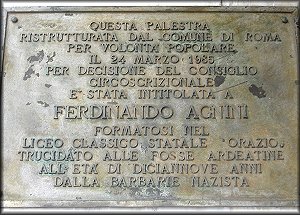 QUESTA PALESTRA
RISTRUTTURATA DAL COMUNE DI ROMA
PER VOLONTA' POPOLARE
IL 24 MARZO 1985
PER DECISIONE DEL CONSIGLIO
CIRCOSCRIZIONALE
E' STATA INTITOLATA A
FERDINANDO AGNINI
FORMATOSI NEL
LICEO CLASSICO STATALE "ORAZIO"
TRUCIDATO ALLE FOSSE ARDEATINE
ALL'ETÀ DI DICIANNOVE ANNI
DALLA BARBARIE NAZISTA